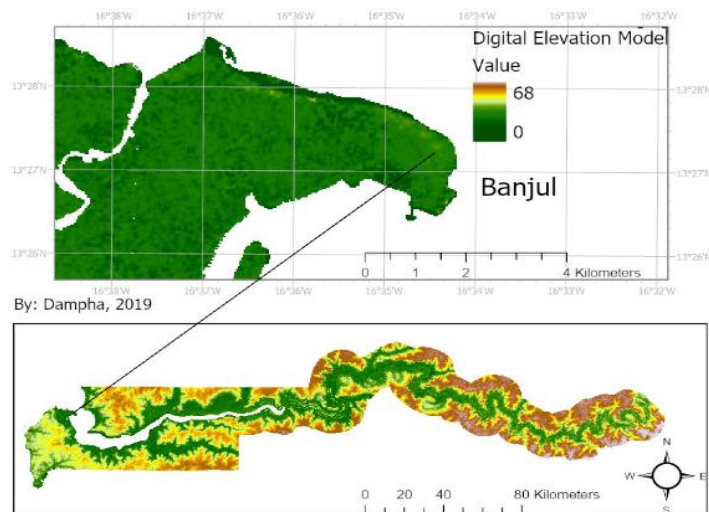 16°38'W 16°37'W 16°36'W 16°35'W 16°34'W 16°33'W 16°32'W
Digital Elevation Model
Value
68
0
13°28'N 13°28'N
13°27'N 13°27'N
Banjul
13°26'N 13°26'N
0 1 2 4 Kilometers
16°38'W 16°37'W 16°36'W 16°35'W 16°34'W 16°33'W 16°32'W
By: Dampha, 2019
N
W E
S
0 20 40 80 Kilometers